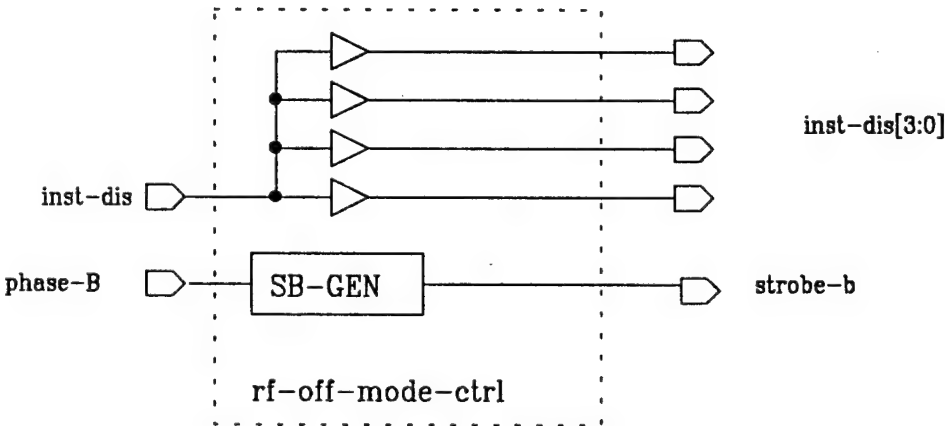 inst-dis[3:0]
inst-dis
phase-B
SB-GEN
strobe-b
rf-off-mode-ctrl